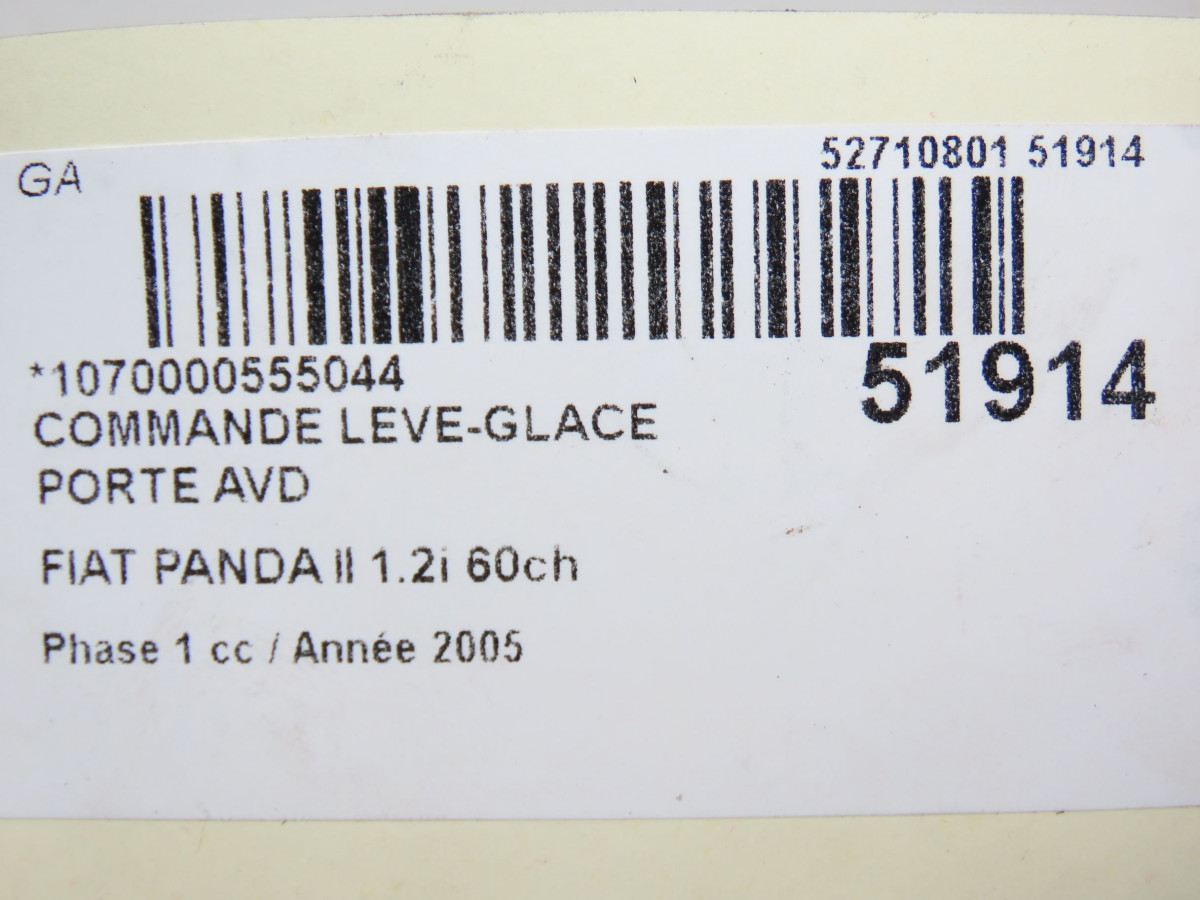 GA
52710801 51914
*1070000555044
51914
COMMANDE LEVE-GLACE
PORTE AVD
FIAT PANDA II 1.2i 60ch
Phase 1 cc / Année 2005